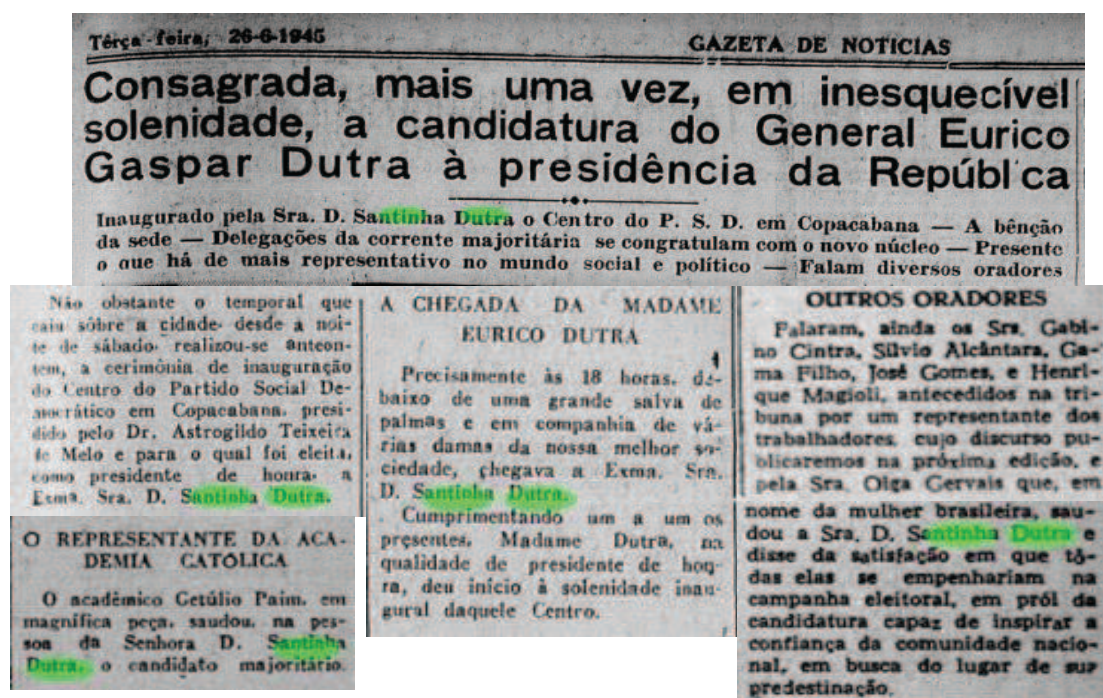 Têrça-feira, 26-6-1945
GAZETA DE NOTICIAS
Consagrada, mais uma vez, em inesquecível
solenidade, a candidatura do General Eurico
Gaspar Dutra à presidência da Repúbl ca
Inaugurado pela Sra. D. Santinha Dutra o Centro do P. S. D. em Copacabana — A bênção
da sede — Delegações da corrente majoritária se congratulam com o novo núcleo — Presente
o que há de mais representativo no mundo social e político — Falam diversos oradores
Não obstante o temporal que
caiu sôbre a cidade, desde a noi-
te de sábado, realizou-se anteon-
tem, a cerimônia de inauguração
do Centro do Partido Social De-
mocrático em Copacabana, presi-
dido pelo Dr. Astrogildo Teixeira
de Melo e para o qual foi eleita,
como presidente de honra, a
Exma. Sra. D. Santinha Dutra.
O REPRESENTANTE DA ACA-
DEMIA CATÓLICA
O acadêmico Getúlio Paim, em
magnífica peça, saudou, na pes-
soa da Senhora D. Santinha
Dutra, o candidato majoritário.
A CHEGADA DA MADAME
EURICO DUTRA
Precisamente às 18 horas, de-
baixo de uma grande salva de
palmas e em companhia de vá-
rias damas da nossa melhor so-
ciedade, chegava a Exma. Sra.
D. Santinha Dutra.
Cumprimentando um a um os
presentes, Madame Dutra, na
qualidade de presidente de hon-
ra, deu início à solenidade inau-
gural daquele Centro.
OUTROS ORADORES
Falaram, ainda os Srs. Gabi-
no Cintra, Sílvio Alcântara, Ga-
ma Filho, José Gomes, e Henri-
que Magioli, antecedidos na tri-
buna por um representante dos
trabalhadores, cujo discurso pu-
blicaremos na próxima edição, e
pela Sra. Olga Gervais que, em
nome da mulher brasileira, sau-
dou a Sra. D. Santinha Dutra e
disse da satisfação em que tô-
das elas se empenhariam na
campanha eleitoral, em pról da
candidatura capaz de inspirar a
confiança da comunidade nacio-
nal, em busca do lugar de sua
predestinação.